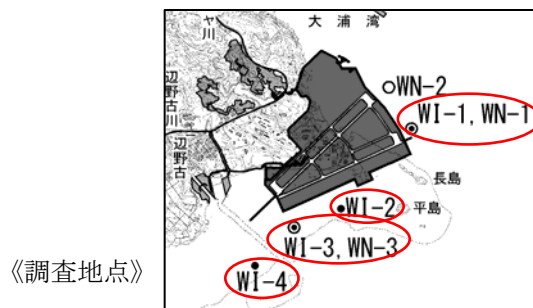 大浦湾
ヤ川
辺野古川
辺野古
WN-2
WI-1, WN-1
長島
平島
WI-2
WI-3, WN-3
WI-4
《調査地点》